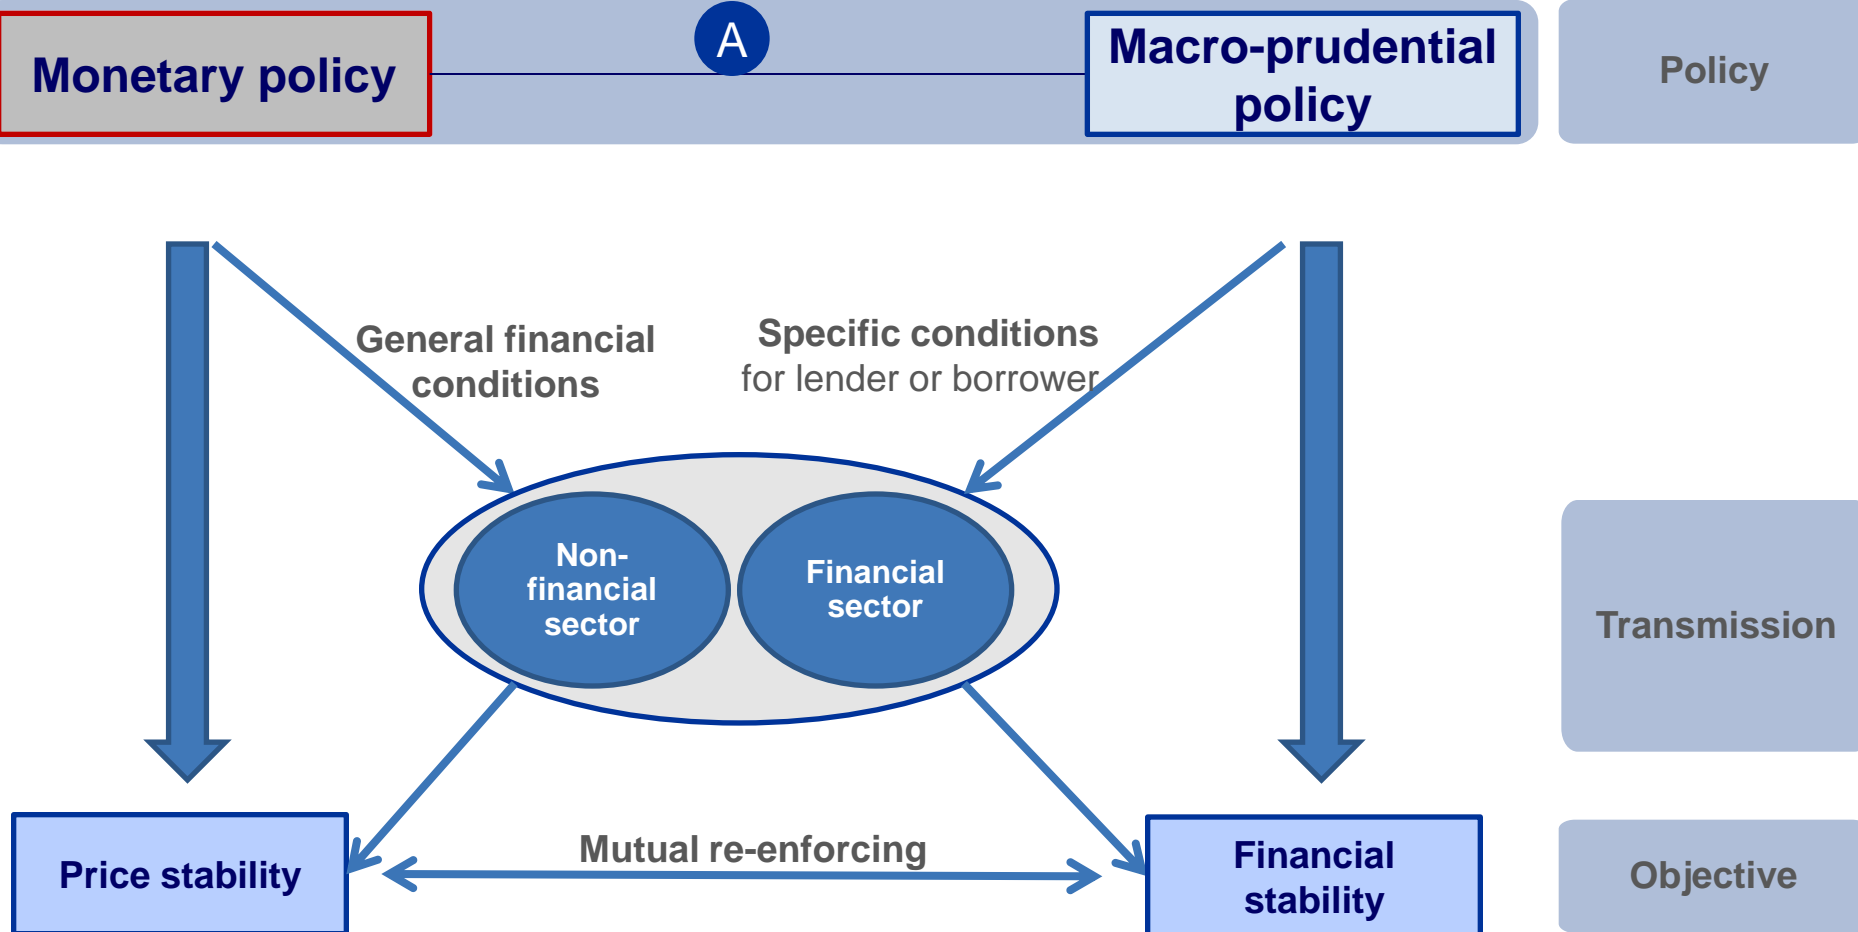 Monetary policy
A
Macro-prudential
policy
Policy
General financial
conditions
Specific conditions
for lender or borrower
Non-
financial
sector
Financial
sector
Transmission
Price stability
Mutual re-enforcing
Financial
stability
Objective